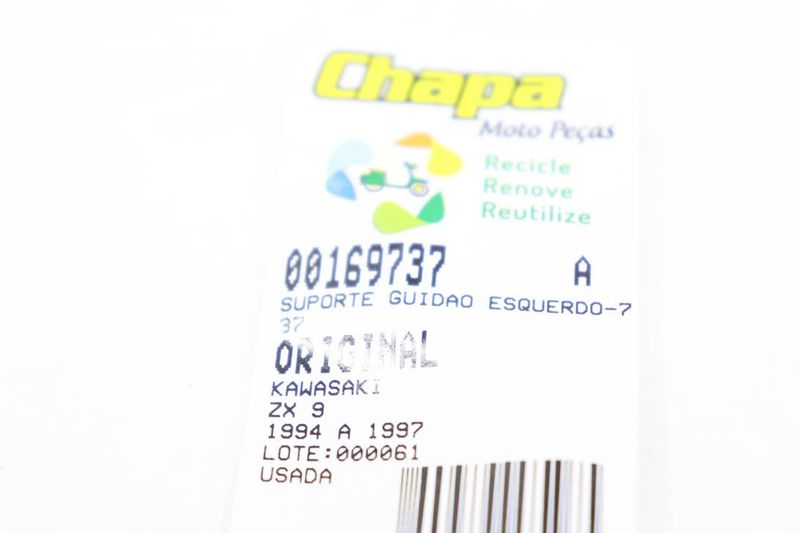 Chapa
Moto Peças
Recicle
Renove
Reutilize
00169737 A
SUPORTE GUIDAO ESQUERDO-7
37
ORIGINAL
KAWASAKI
ZX 9
1994 A 1997
LOTE:000061
USADA